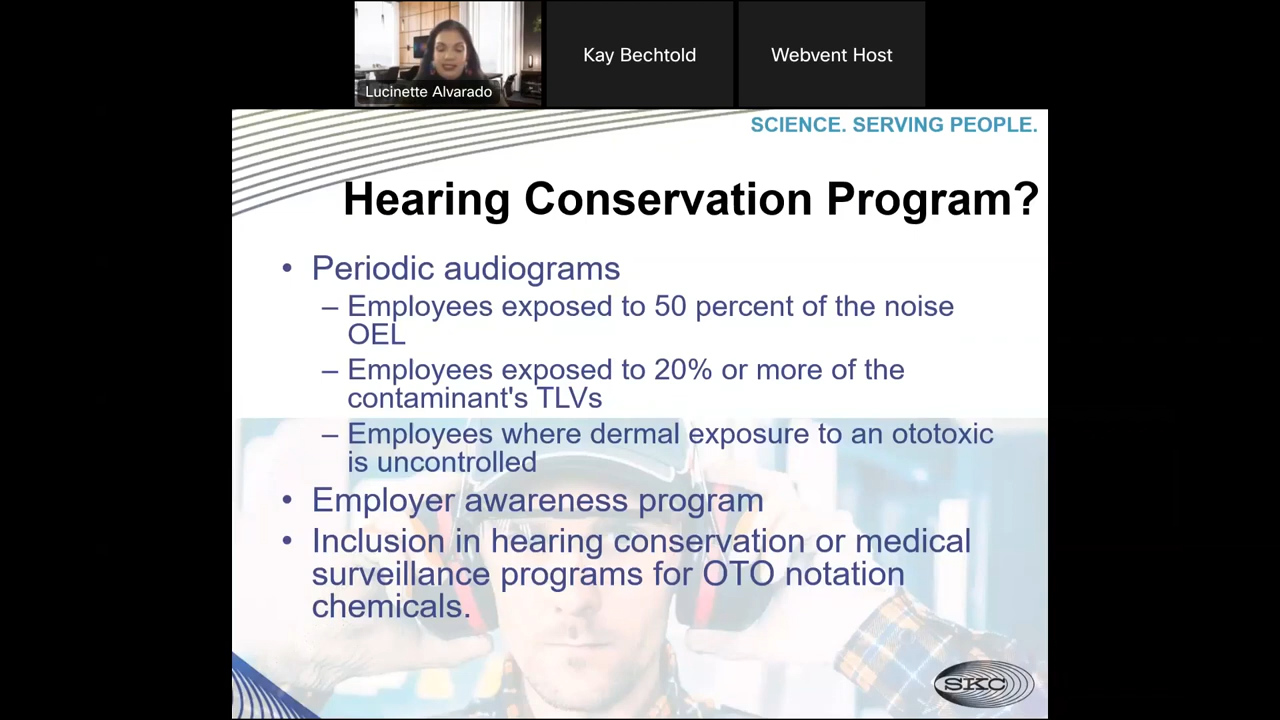 Lucinette Alvarado
Kay Bechtold
Webvent Host
SCIENCE. SERVING PEOPLE.
Hearing Conservation Program?
• Periodic audiograms
– Employees exposed to 50 percent of the noise
OEL
– Employees exposed to 20% or more of the
contaminant's TLVs
– Employees where dermal exposure to an ototoxic
is uncontrolled
• Employer awareness program
• Inclusion in hearing conservation or medical
surveillance programs for OTO notation
chemicals.
SKC